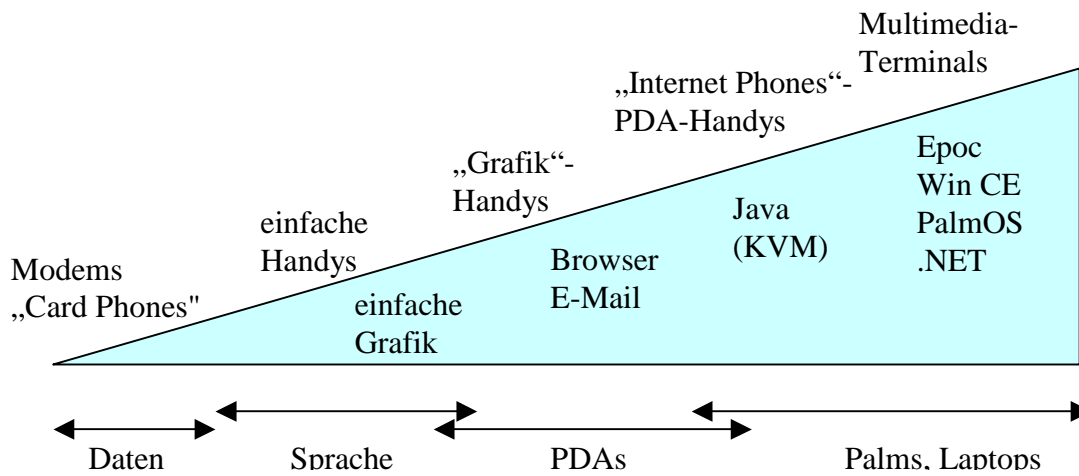 Multimedia-
Terminals
„Internet Phones“-
PDA-Handys
„Grafik“-
Handys
einfache
Handys
Modems
„Card Phones"
Epoc
Win CE
PalmOS
.NET
Java
(KVM)
Browser
E-Mail
einfache
Grafik
Daten
Sprache
PDAs
Palms, Laptops